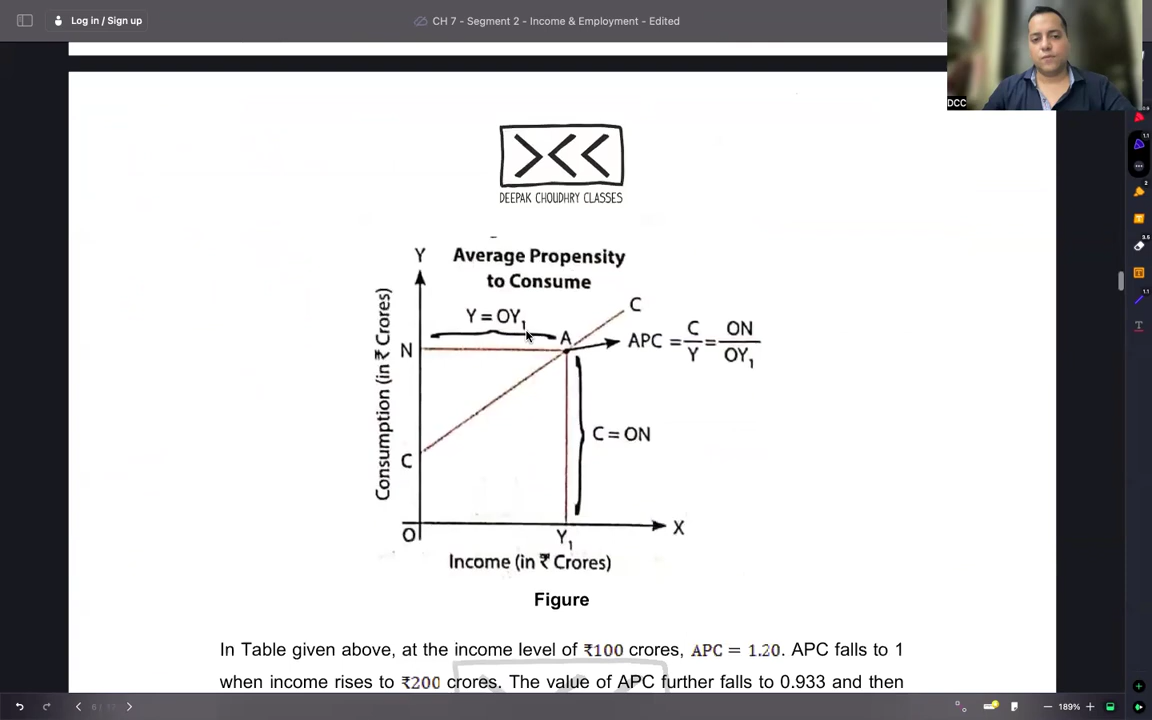 Log in / Sign up
CH 7 - Segment 2 - Income & Employment - Edited
DCC
DEEPAK CHOUDHRY CLASSES
Y
Average Propensity
to Consume
Consumption (in ₹ Crores)
Y = OY₁
C
A
N
APC = C/Y = ON/OY₁
C = ON
C
O
Y₁
X
Income (in ₹ Crores)
Figure
In Table given above, at the income level of ₹100 crores, APC = 1.20. APC falls to 1
when income rises to ₹200 crores. The value of APC further falls to 0.933 and then
189%